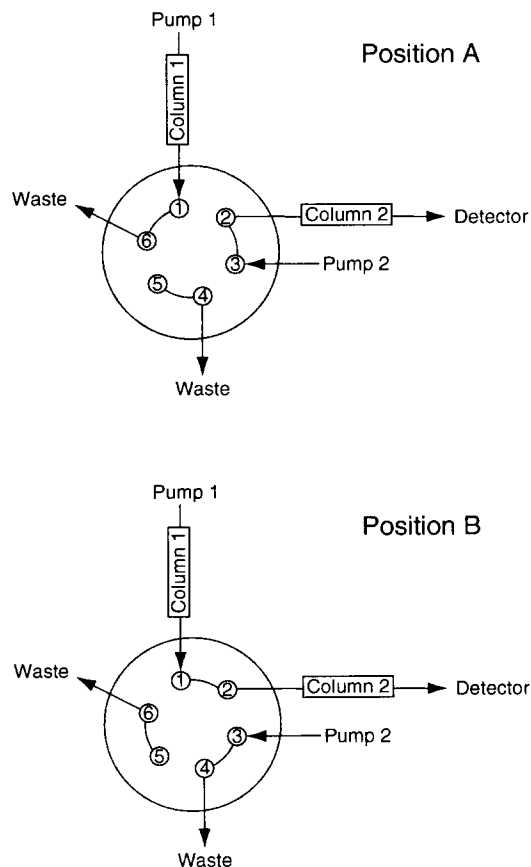 Pump 1
Position A
Column 1
Waste
1
2
Column 2
Detector
6
3
Pump 2
5
4
Waste
Pump 1
Position B
Column 1
Waste
1
2
Column 2
Detector
6
3
Pump 2
5
4
Waste